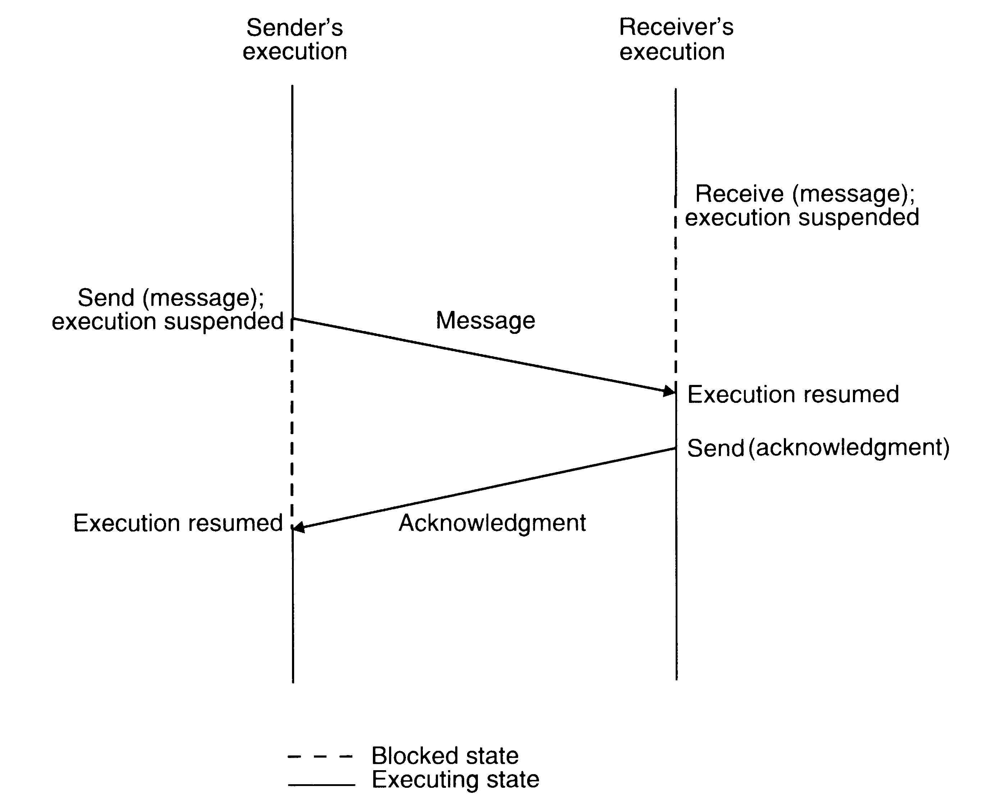 Sender's
execution
Receiver's
execution
Receive (message);
execution suspended
Send (message);
execution suspended
Message
Execution resumed
Send (acknowledgment)
Execution resumed
Acknowledgment
Blocked state
Executing state